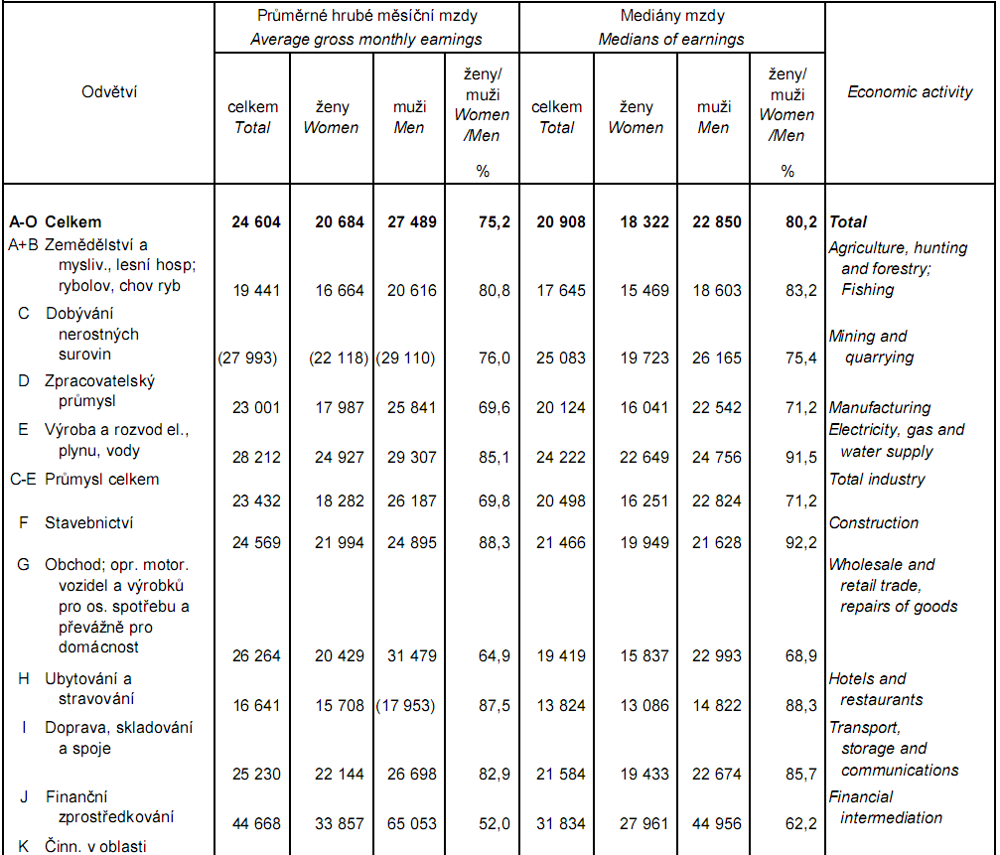 Průměrné hrubé měsíční mzdy Mediány mzdy
Average gross monthly earnings Medians of earnings
Odvětví celkem ženy muži ženy/ celkem ženy muži ženy/ Economic activity
Total Women Men muži Total Women Men muži
Women Women
/Men /Men
% %
A-O Celkem 24 604 20 684 27 489 75,2 20 908 18 322 22 850 80,2 Total
A+B Zemědělství a Agriculture, hunting
mysliv., lesní hosp; and forestry;
rybolov, chov ryb 19 441 16 664 20 616 80,8 17 645 15 469 18 603 83,2 Fishing
C Dobývání
nerostných Mining and
surovin (27 993) (22 118) (29 110) 76,0 25 083 19 723 26 165 75,4 quarrying
D Zpracovatelský
průmysl 23 001 17 987 25 841 69,6 20 124 16 041 22 542 71,2 Manufacturing
E Výroba a rozvod el., Electricity, gas and
plynu, vody 28 212 24 927 29 307 85,1 24 222 22 649 24 756 91,5 water supply
C-E Průmysl celkem Total industry
23 432 18 282 26 187 69,8 20 498 16 251 22 824 71,2
F Stavebnictví Construction
24 569 21 994 24 895 88,3 21 466 19 949 21 628 92,2
G Obchod; opr. motor. Wholesale and
vozidel a výrobků retail trade,
pro os. spotřebu a repairs of goods
převážně pro
domácnost 26 264 20 429 31 479 64,9 19 419 15 837 22 993 68,9
H Ubytování a Hotels and
stravování 16 641 15 708 (17 953) 87,5 13 824 13 086 14 822 88,3 restaurants
I Doprava, skladování Transport,
a spoje storage and
25 230 22 144 26 698 82,9 21 584 19 433 22 674 85,7 communications
J Finanční Financial
zprostředkování 44 668 33 857 65 053 52,0 31 834 27 961 44 956 62,2 intermediation
K Činn. v oblasti